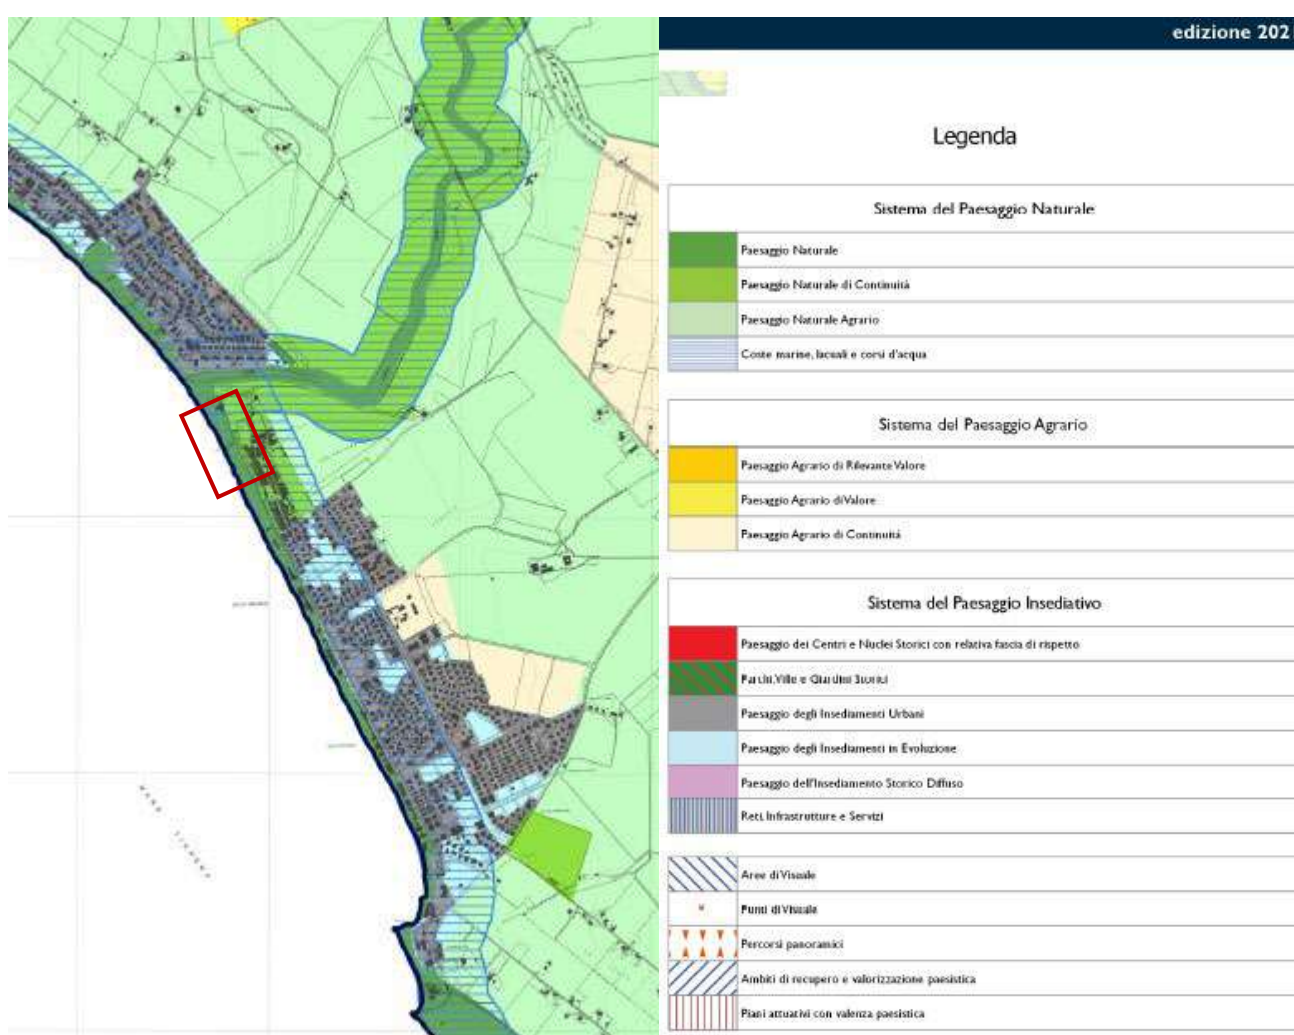 edizione 202
Legenda
Sistema del Paesaggio Naturale
Paesaggio Naturale
Paesaggio Naturale di Continuità
Paesaggio Naturale Agrario
Coste marine, lacuali e corsi d'acqua
Sistema del Paesaggio Agrario
Paesaggio Agrario di Rilevante Valore
Paesaggio Agrario di Valore
Paesaggio Agrario di Continuità
Sistema del Paesaggio Insediativo
Paesaggio dei Centri e Nuclei Storici con relativa fascia di rispetto
Parchi, Ville e Giardini Storici
Paesaggio degli Insediamenti Urbani
Paesaggio degli Insediamenti in Evoluzione
Paesaggio dell'Insediamento Storico Diffuso
Reti, Infrastrutture e Servizi
Aree di Visuale
Punti di Visuale
Percorsi panoramici
Ambiti di recupero e valorizzazione paesistica
Piani attuativi con valenza paesistica